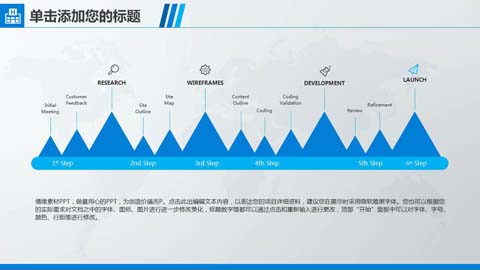 单击添加您的标题
RESEARCH
WIREFRAMES
DEVELOPMENT
LAUNCH
Initial Meeting
Customer Feedback
Site Outline
Site Map
Content Outline
Coding
Coding Validation
Review
Refinement
1st Step
2nd Step
3rd Step
4th Step
5th Step
6th Step
情维素材PPT，做最用心的PPT，为创造价值而P。点击此出编辑文本内容，以表达您的项目详细资料，建议您在展示时采用微软雅黑字体。您也可以根据您
的实际需求对文档之中的字体、图标、图片进行进一步修改美化，标题数字等都可以通过点击和重新输入进行更改，顶部“开始”面板中可以对字体、字号、
颜色、行距等进行修改。